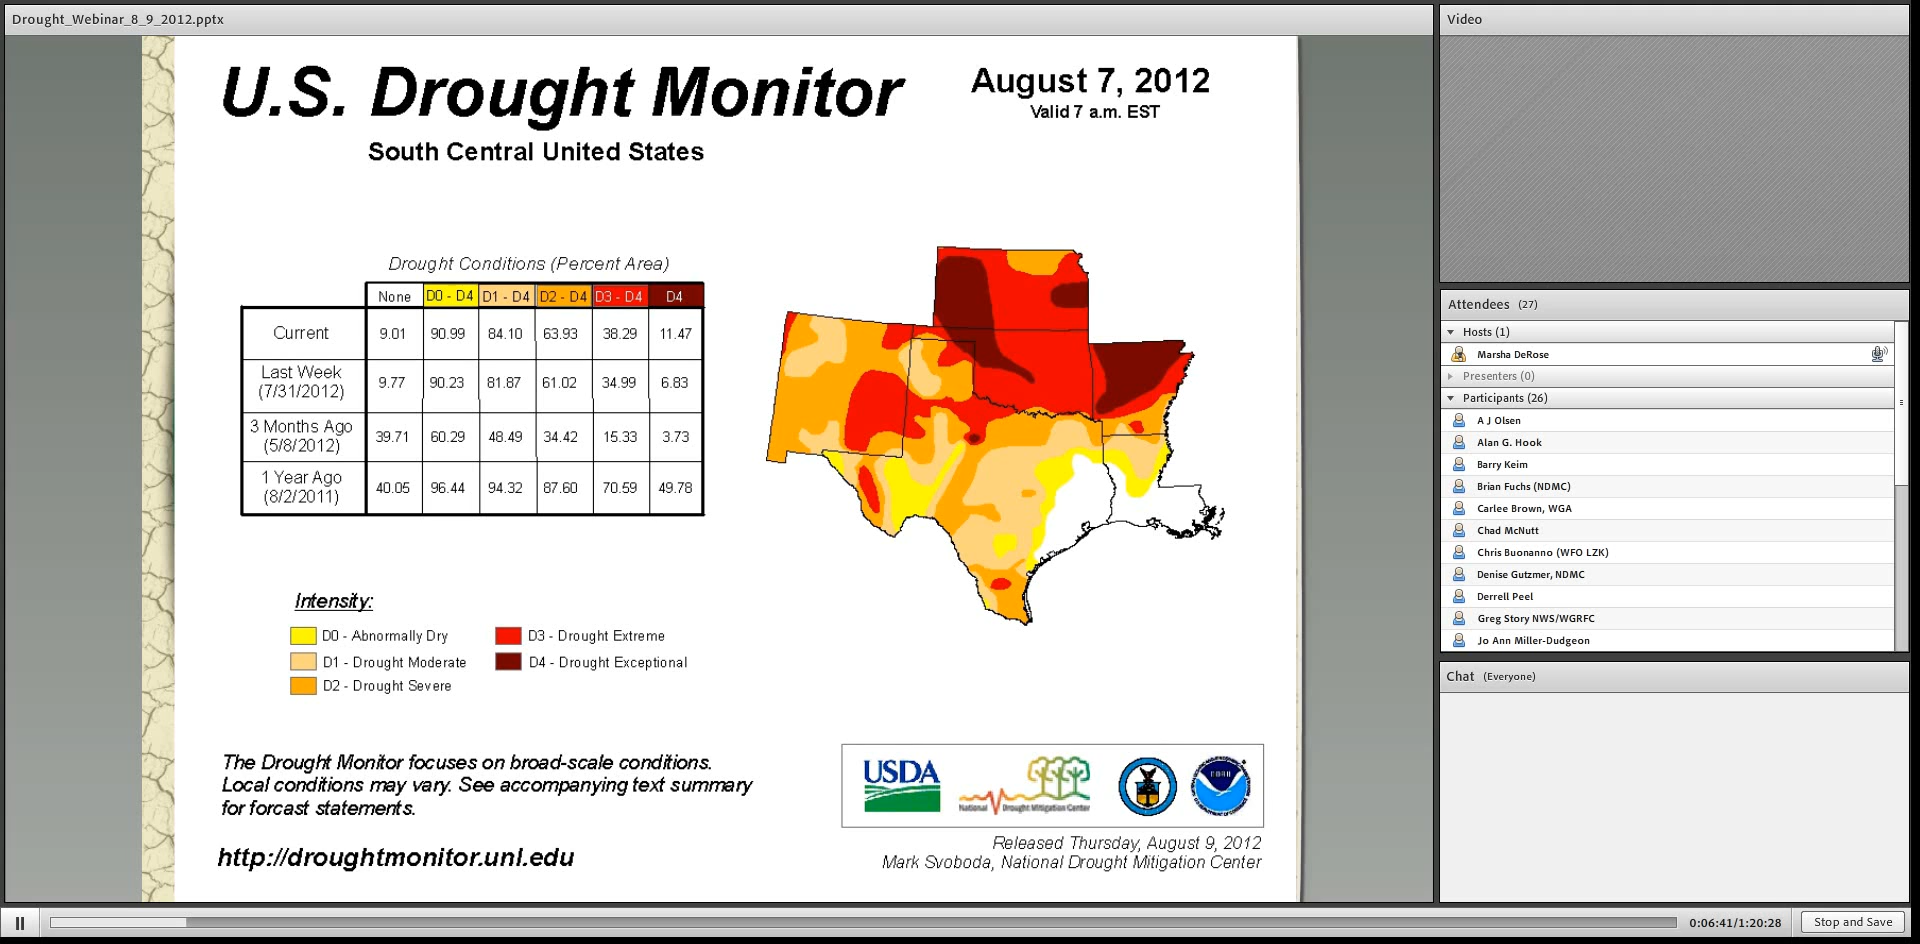 Drought_Webinar_8_9_2012.pptx
U.S. Drought Monitor
August 7, 2012
Valid 7 a.m. EST
South Central United States
Drought Conditions (Percent Area)
None D0 - D4 D1 - D4 D2 - D4 D3 - D4 D4
Current 9.01 90.99 84.10 63.93 38.29 11.47
Last Week
(7/31/2012) 9.77 90.23 81.87 61.02 34.99 6.83
3 Months Ago
(5/8/2012) 39.71 60.29 48.49 34.42 15.33 3.73
1 Year Ago
(8/2/2011) 40.05 96.44 94.32 87.60 70.59 49.78
Intensity:
D0 - Abnormally Dry
D1 - Drought Moderate
D2 - Drought Severe
D3 - Drought Extreme
D4 - Drought Exceptional
The Drought Monitor focuses on broad-scale conditions.
Local conditions may vary. See accompanying text summary
for forcast statements.
http://droughtmonitor.unl.edu
USDA
National Drought Mitigation Center
Released Thursday, August 9, 2012
Mark Svoboda, National Drought Mitigation Center
Video
Attendees (27)
Hosts (1)
Marsha DeRose
Presenters (0)
Participants (26)
A J Olsen
Alan G. Hook
Barry Keim
Brian Fuchs (NDMC)
Carlee Brown, WGA
Chad McNutt
Chris Buonanno (WFO LZK)
Denise Gutzmer, NDMC
Derrell Peel
Greg Story NWS/WGRFC
Jo Ann Miller-Dudgeon
Chat (Everyone)
0:06:41/1:20:28
Stop and Save